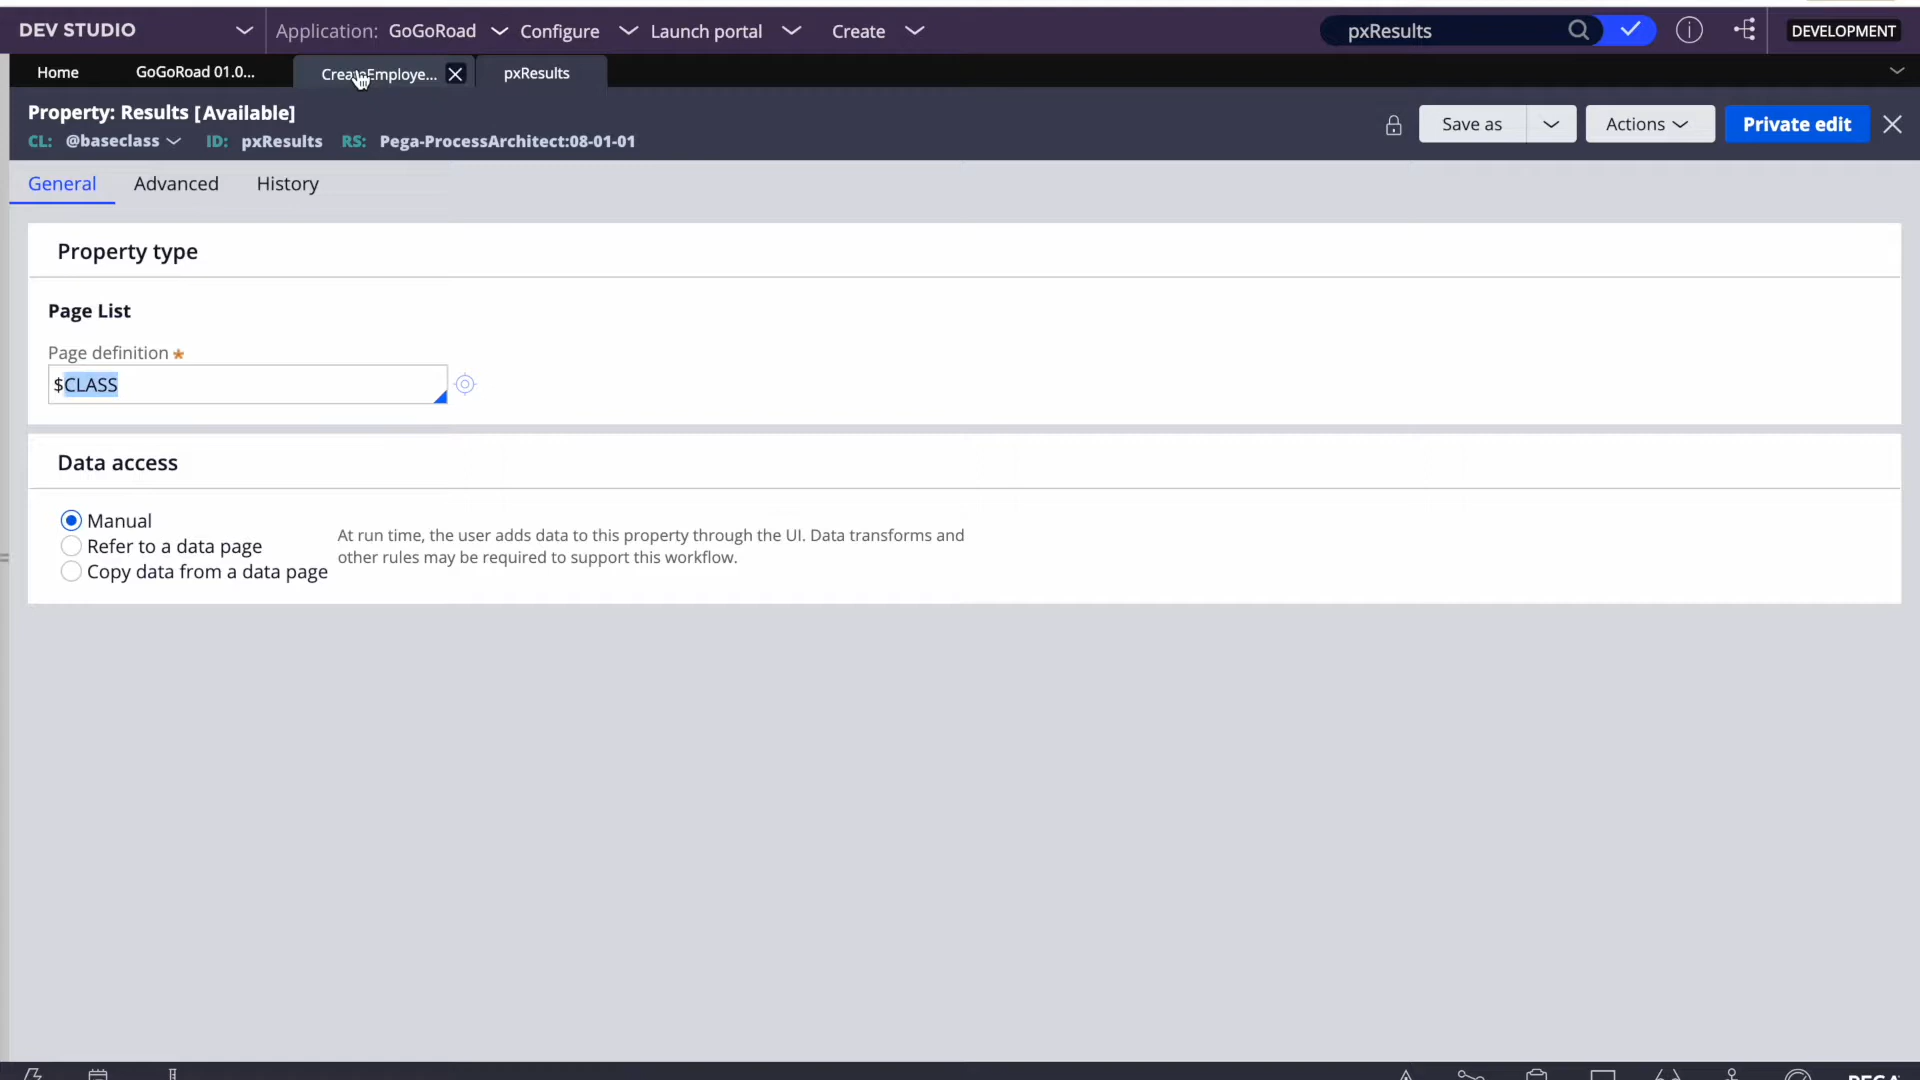 DEV STUDIO
Application: GoGoRoad Configure Launch portal Create
pxResults
DEVELOPMENT
Home GoGoRoad 01.0... CreateEmploye... pxResults
Property: Results [Available]
CL: @baseclass ID: pxResults RS: Pega-ProcessArchitect:08-01-01
Save as Actions Private edit
General Advanced History
Property type
Page List
Page definition *
$CLASS
Data access
Manual
Refer to a data page
Copy data from a data page
At run time, the user adds data to this property through the UI. Data transforms and
other rules may be required to support this workflow.
PEGA